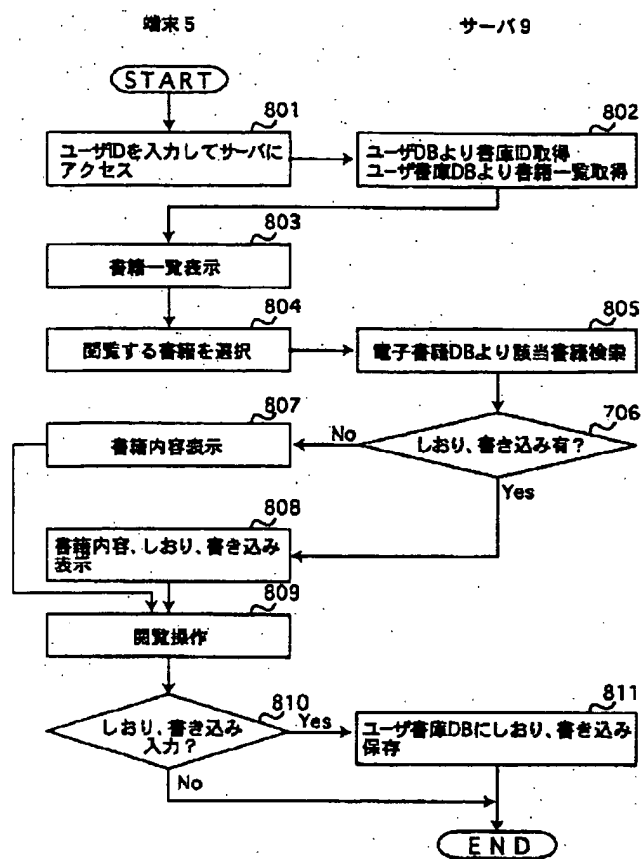 端末5
サーバ9
START
801
ユーザIDを入力してサーバに
アクセス
802
ユーザDBより書庫ID取得
ユーザ書庫DBより書籍一覧取得
803
書籍一覧表示
804
閲覧する書籍を選択
805
電子書籍DBより該当書籍検索
706
しおり、書き込み有?
No
Yes
807
書籍内容表示
808
書籍内容、しおり、書き込み
表示
809
閲覧操作
810
しおり、書き込み
入力?
Yes
No
811
ユーザ書庫DBにしおり、書き込み
保存
END